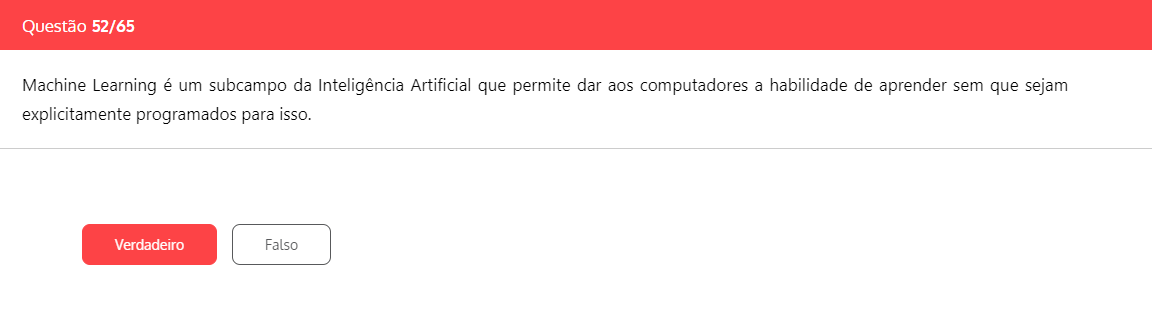 Questão 52/65
Machine Learning é um subcampo da Inteligência Artificial que permite dar aos computadores a habilidade de aprender sem que sejam
explicitamente programados para isso.
Verdadeiro
Falso